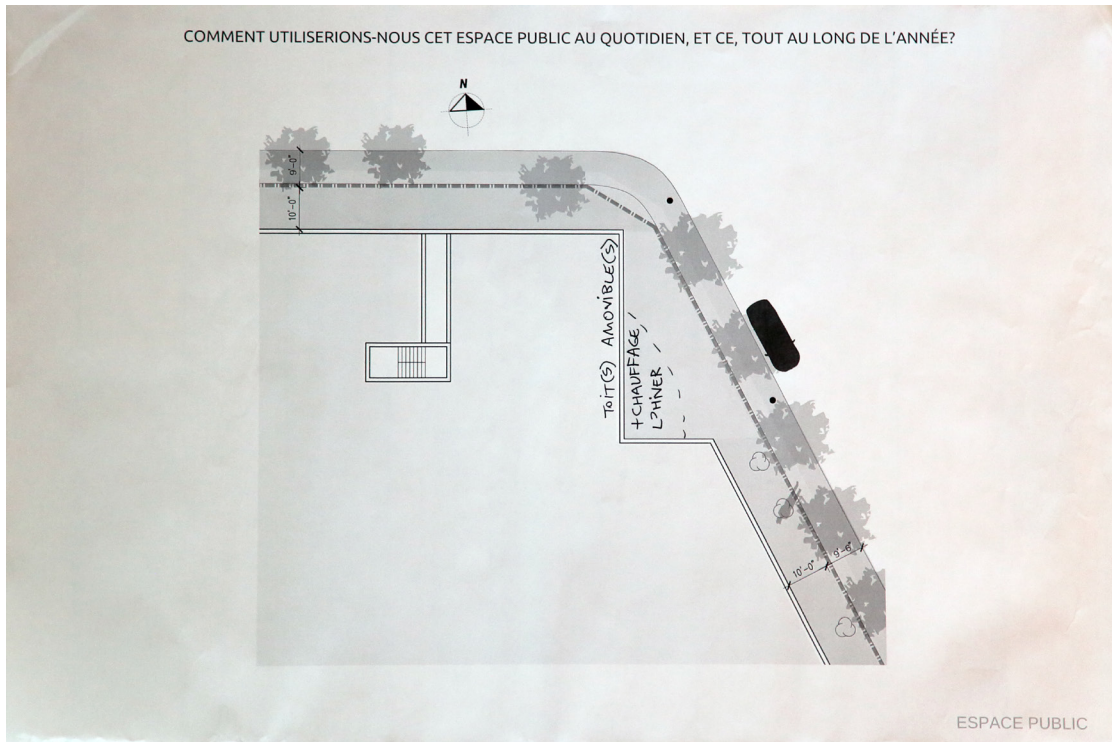 COMMENT UTILISERIONS-NOUS CET ESPACE PUBLIC AU QUOTIDIEN, ET CE, TOUT AU LONG DE L'ANNÉE?
N
9'-0"
10'-0"
TOIT(S) AMOVIBLE(S)
+ CHAUFFAGE
L'HIVER
10'-0"
9'-6"
ESPACE PUBLIC